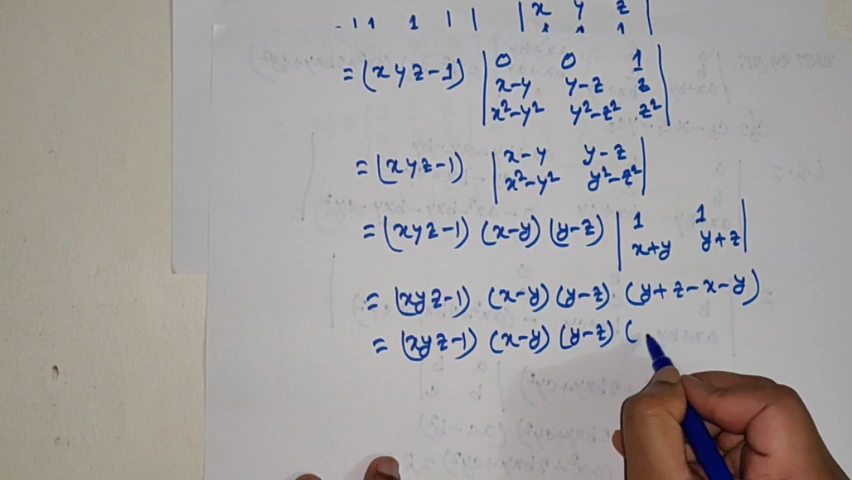 x y z
= (xyz-1) | 0 0 1
x-y y-z z
x²-y² y²-z² z² |
= (xyz-1) | x-y y-z
x²-y² y²-z² |
= (xyz-1) (x-y) (y-z) | 1 1
x+y y+z |
= (xyz-1) (x-y) (y-z) (y+z-x-y)
= (xyz-1) (x-y) (y-z) (